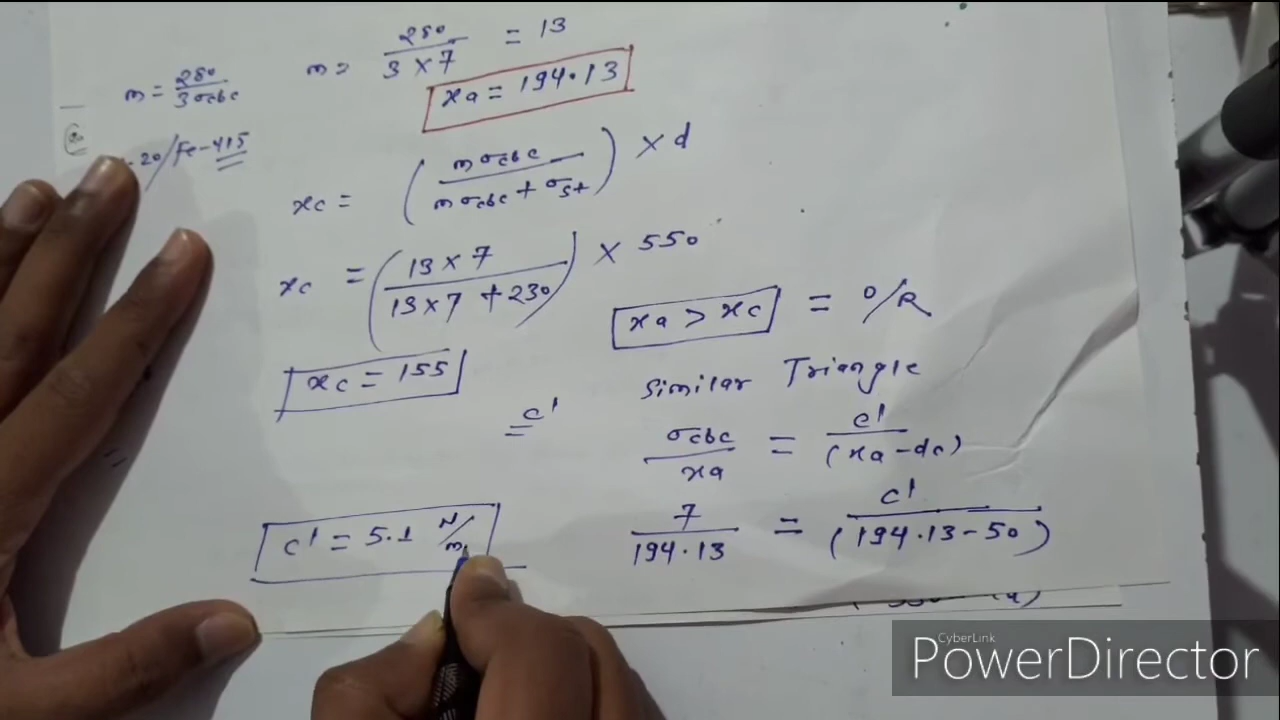 m = 280 / 3σcbc
m = 280 / 3 × 7 = 13
xa = 194.13
20/Fe-415
xc = ( mσcbc / mσcbc + σst ) × d
xc = ( 13 × 7 / 13 × 7 + 230 ) × 550
xa > xc = O/R
xc = 155
Similar Triangle
c'
σcbc / xa = c' / (xa - dc)
7 / 194.13 = c' / (194.13 - 50)
c' = 5.1 N/m
CyberLink
PowerDirector